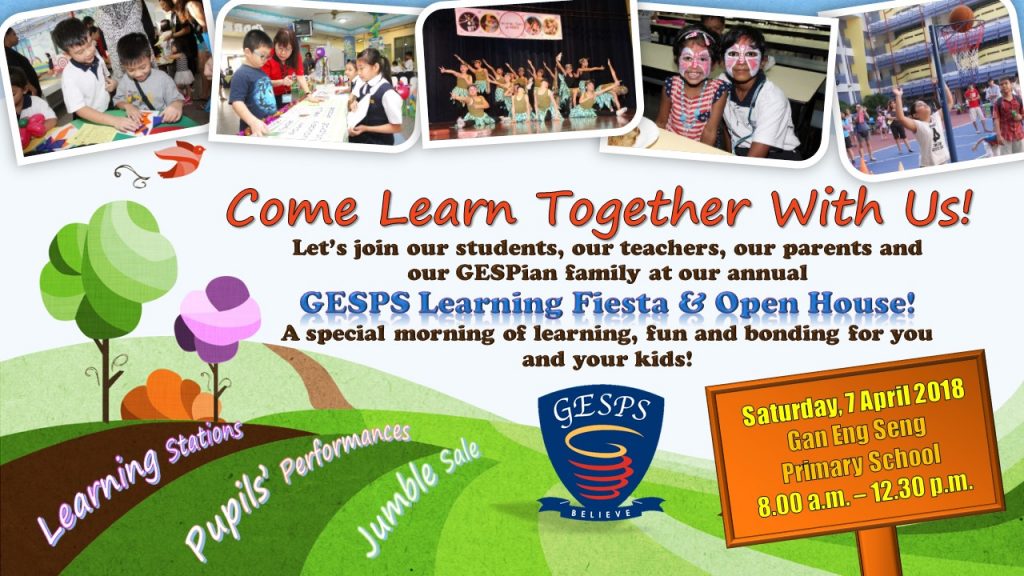 Come Learn Together With Us!
Let's join our students, our teachers, our parents and
our GESPian family at our annual
GESPS Learning Fiesta & Open House!
A special morning of learning, fun and bonding for you
and your kids!
Learning Stations
Pupils' Performances
Jumble Sale
GESPS
BELIEVE
Saturday, 7 April 2018
Gan Eng Seng
Primary School
8.00 a.m. – 12.30 p.m.